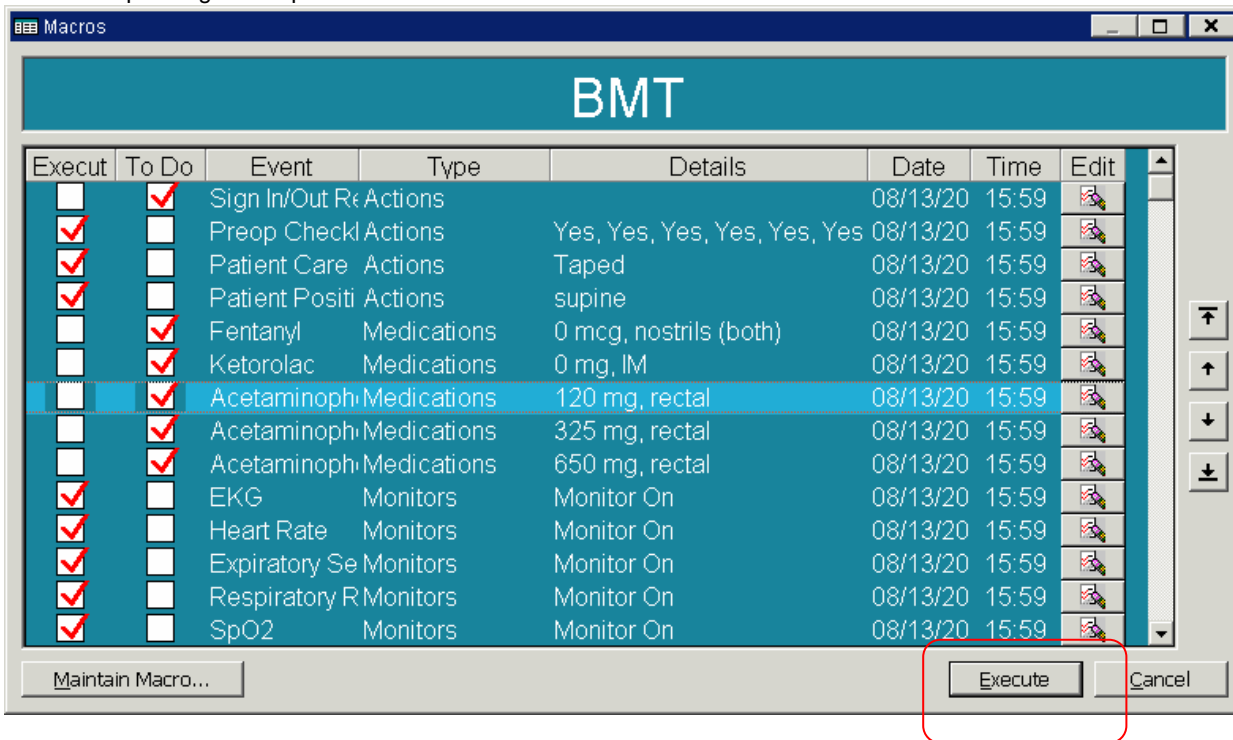 Macros
BMT
Execut To Do Event Type Details Date Time Edit
Sign In/Out Re Actions 08/13/20 15:59
Preop Checkl Actions Yes, Yes, Yes, Yes, Yes, Yes 08/13/20 15:59
Patient Care Actions Taped 08/13/20 15:59
Patient Positi Actions supine 08/13/20 15:59
Fentanyl Medications 0 mcg, nostrils (both) 08/13/20 15:59
Ketorolac Medications 0 mg, IM 08/13/20 15:59
Acetaminoph Medications 120 mg, rectal 08/13/20 15:59
Acetaminoph Medications 325 mg, rectal 08/13/20 15:59
Acetaminoph Medications 650 mg, rectal 08/13/20 15:59
EKG Monitors Monitor On 08/13/20 15:59
Heart Rate Monitors Monitor On 08/13/20 15:59
Expiratory Se Monitors Monitor On 08/13/20 15:59
Respiratory R Monitors Monitor On 08/13/20 15:59
SpO2 Monitors Monitor On 08/13/20 15:59
Maintain Macro... Execute Cancel